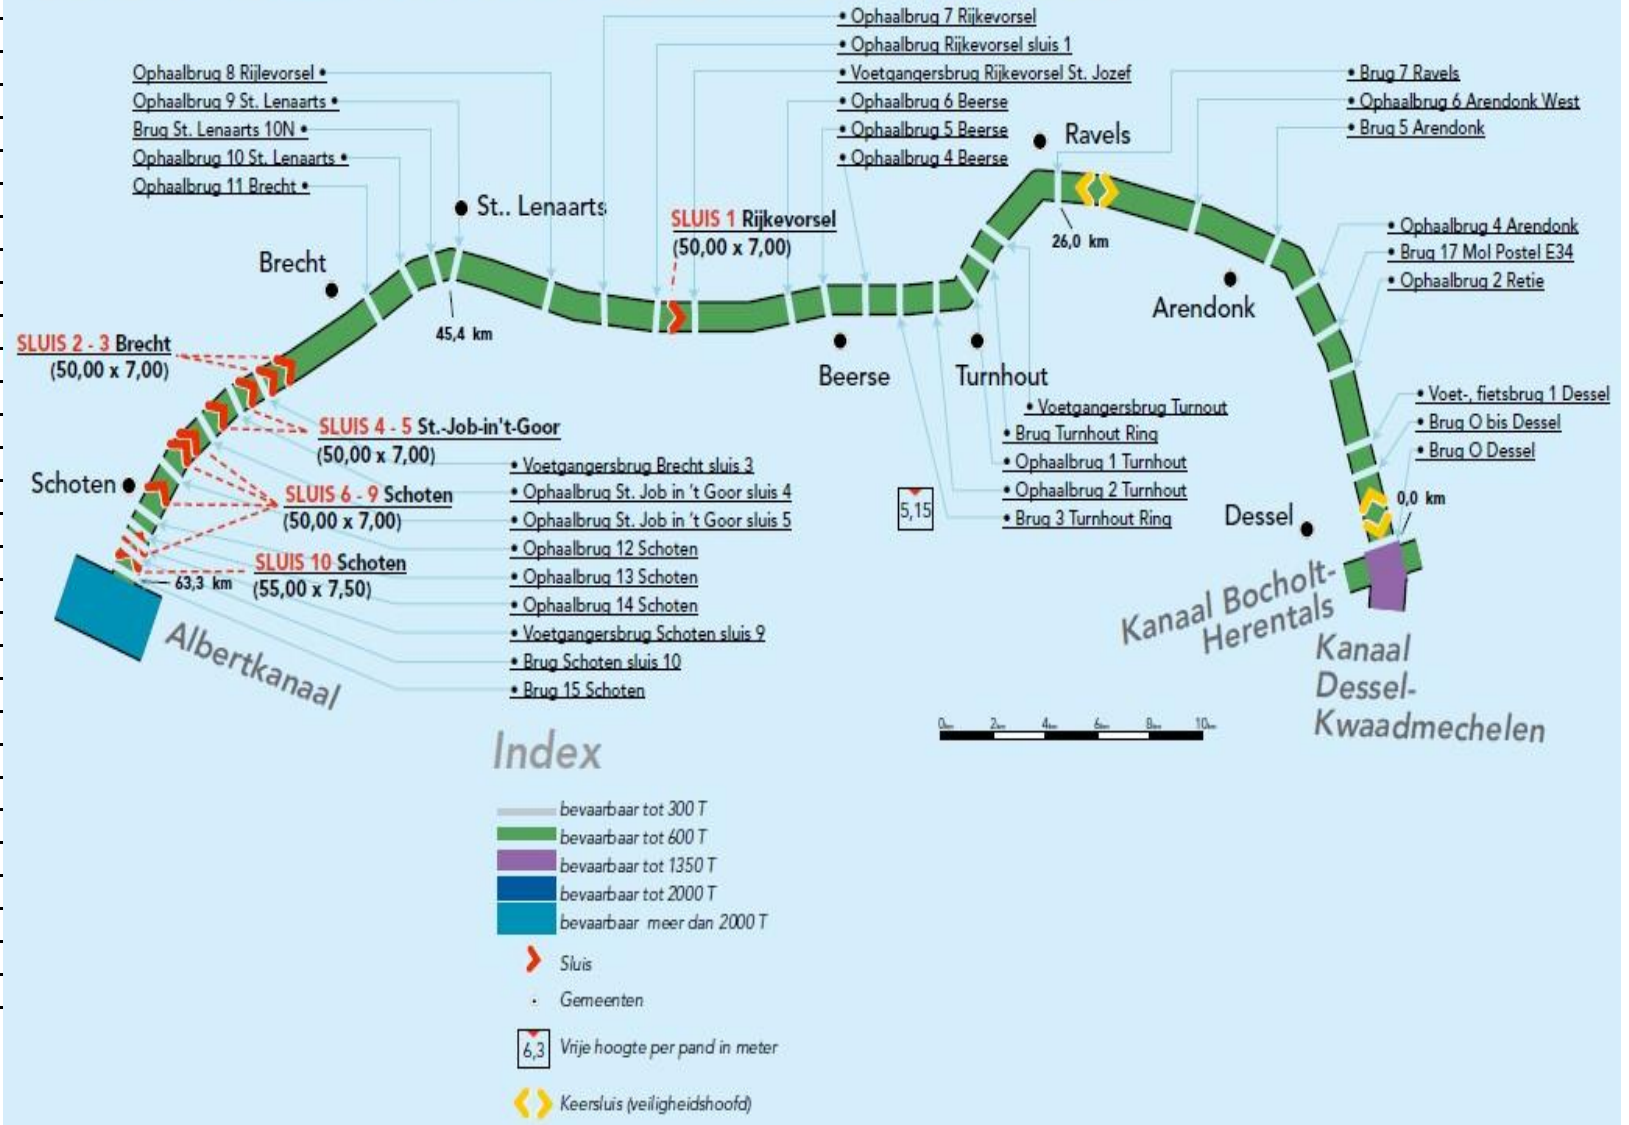 • Ophaalbrug 7 Rijkevorsel
• Ophaalbrug Rijkevorsel sluis 1
• Voetgangersbrug Rijkevorsel St. Jozef
• Ophaalbrug 6 Beerse
• Ophaalbrug 5 Beerse
• Ophaalbrug 4 Beerse
Ophaalbrug 8 Rijlevorsel •
Ophaalbrug 9 St. Lenaarts •
Brug St. Lenaarts 10N •
Ophaalbrug 10 St. Lenaarts •
Ophaalbrug 11 Brecht •
• Brug 7 Ravels
• Ophaalbrug 6 Arendonk West
• Brug 5 Arendonk
Ravels
St.. Lenaarts
SLUIS 1 Rijkevorsel
(50,00 x 7,00)
26,0 km
• Ophaalbrug 4 Arendonk
• Brug 17 Mol Postel E34
• Ophaalbrug 2 Retie
Brecht
Arendonk
45,4 km
SLUIS 2 - 3 Brecht
(50,00 x 7,00)
Beerse
Turnhout
• Voetgangersbrug Turnout
• Brug Turnhout Ring
• Ophaalbrug 1 Turnhout
• Ophaalbrug 2 Turnhout
• Brug 3 Turnhout Ring
• Voet-, fietsbrug 1 Dessel
• Brug O bis Dessel
• Brug O Dessel
SLUIS 4 - 5 St.-Job-in't-Goor
(50,00 x 7,00)
Schoten
SLUIS 6 - 9 Schoten
(50,00 x 7,00)
5,15
0,0 km
Dessel
SLUIS 10 Schoten
(55,00 x 7,50)
63,3 km
• Voetgangersbrug Brecht sluis 3
• Ophaalbrug St. Job in 't Goor sluis 4
• Ophaalbrug St. Job in 't Goor sluis 5
• Ophaalbrug 12 Schoten
• Ophaalbrug 13 Schoten
• Ophaalbrug 14 Schoten
• Voetgangersbrug Schoten sluis 9
• Brug Schoten sluis 10
• Brug 15 Schoten
Albertkanaal
Kanaal Bocholt-
Herentals
Kanaal
Dessel-
Kwaadmechelen
0km 2km 4km 6km 8km 10km
Index
bevaarbaar tot 300 T
bevaarbaar tot 600 T
bevaarbaar tot 1350 T
bevaarbaar tot 2000 T
bevaarbaar meer dan 2000 T
Sluis
Gemeenten
6,3 Vrije hoogte per pand in meter
Keersluis (veiligheidshoofd)